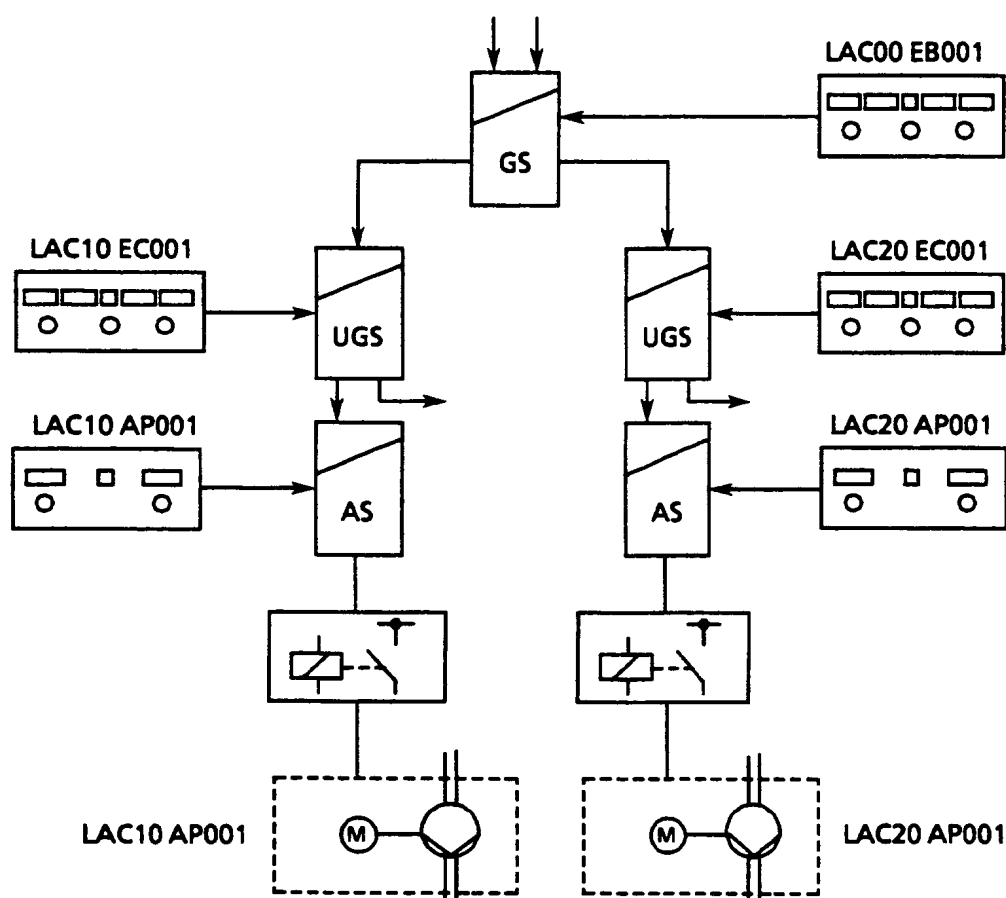 LAC00 EB001
GS
LAC10 EC001
LAC20 EC001
UGS
UGS
LAC10 AP001
LAC20 AP001
AS
AS
LAC10 AP001
M
M
LAC20 AP001